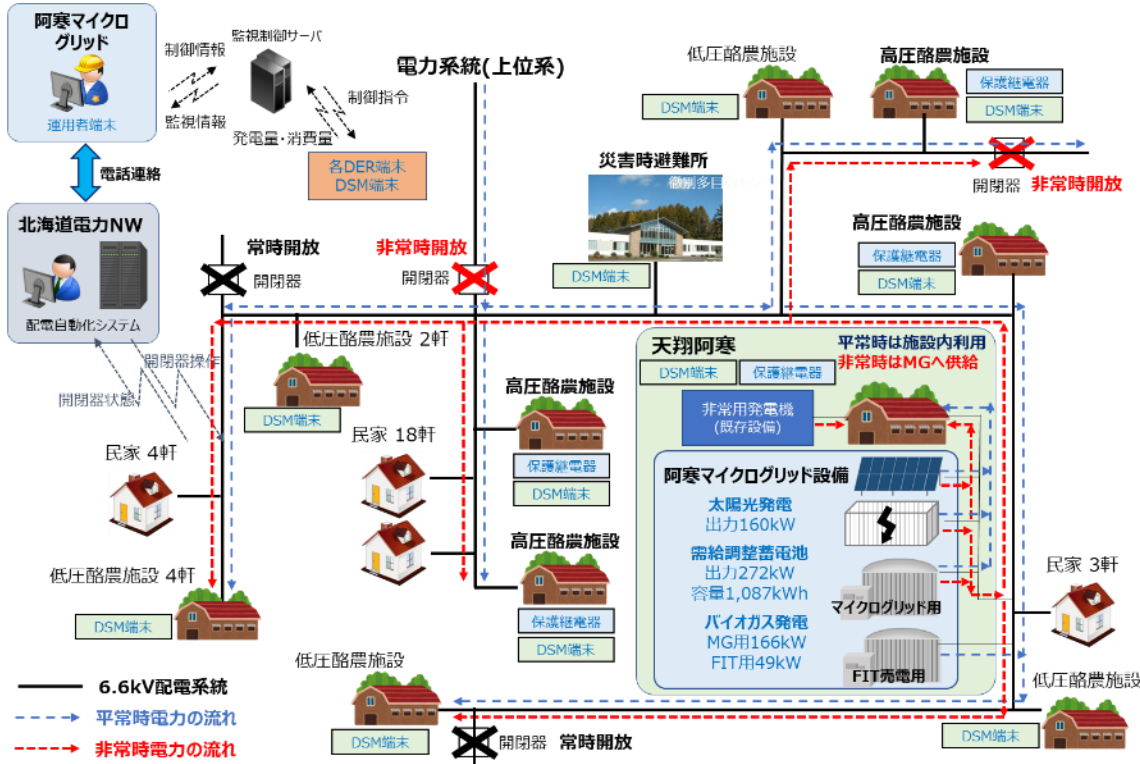 阿寒マイクロ
グリッド
運用者端末
制御情報
監視制御サーバ
監視情報
発電量・消費量
制御指令
各DER端末
DSM端末
電話連絡
北海道電力NW
配電自動化システム
開閉器操作
開閉器状態
電力系統(上位系)
常時開放
開閉器
非常時開放
開閉器
災害時避難所
DSM端末
低圧酪農施設
DSM端末
高圧酪農施設
保護継電器
DSM端末
開閉器
非常時開放
高圧酪農施設
保護継電器
DSM端末
低圧酪農施設 2軒
DSM端末
民家 4軒
低圧酪農施設 4軒
DSM端末
民家 18軒
高圧酪農施設
保護継電器
DSM端末
高圧酪農施設
保護継電器
DSM端末
天翔阿寒
平常時は施設内利用
非常時はMGへ供給
DSM端末
保護継電器
非常用発電機
(既存設備)
阿寒マイクログリッド設備
太陽光発電
出力160kW
需給調整蓄電池
出力272kW
容量1,087kWh
マイクログリッド用
バイオガス発電
MG用166kW
FIT用49kW
FIT売電用
民家 3軒
低圧酪農施設
DSM端末
開閉器
常時開放
低圧酪農施設
DSM端末
6.6kV配電系統
平常時電力の流れ
非常時電力の流れ